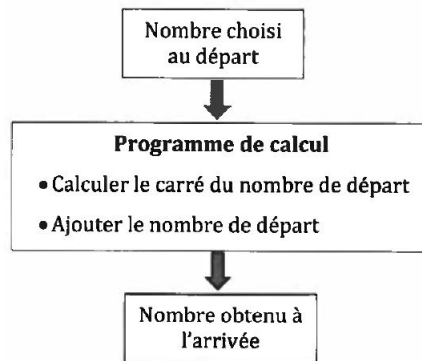 Nombre choisi
au départ
Programme de calcul
• Calculer le carré du nombre de départ
• Ajouter le nombre de départ
Nombre obtenu à
l'arrivée